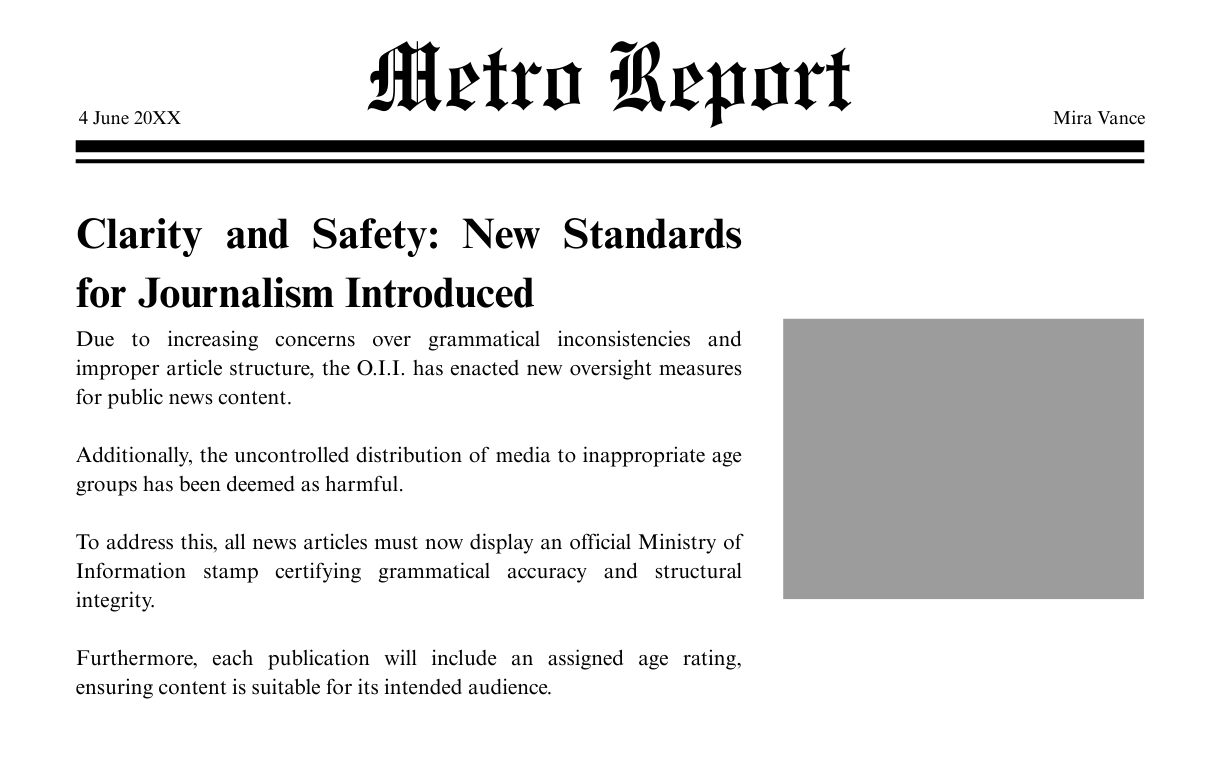 Metro Report
4 June 20XX
Mira Vance
Clarity and Safety: New Standards
for Journalism Introduced
Due to increasing concerns over grammatical inconsistencies and
improper article structure, the O.I.I. has enacted new oversight measures
for public news content.
Additionally, the uncontrolled distribution of media to inappropriate age
groups has been deemed as harmful.
To address this, all news articles must now display an official Ministry of
Information stamp certifying grammatical accuracy and structural
integrity.
Furthermore, each publication will include an assigned age rating,
ensuring content is suitable for its intended audience.